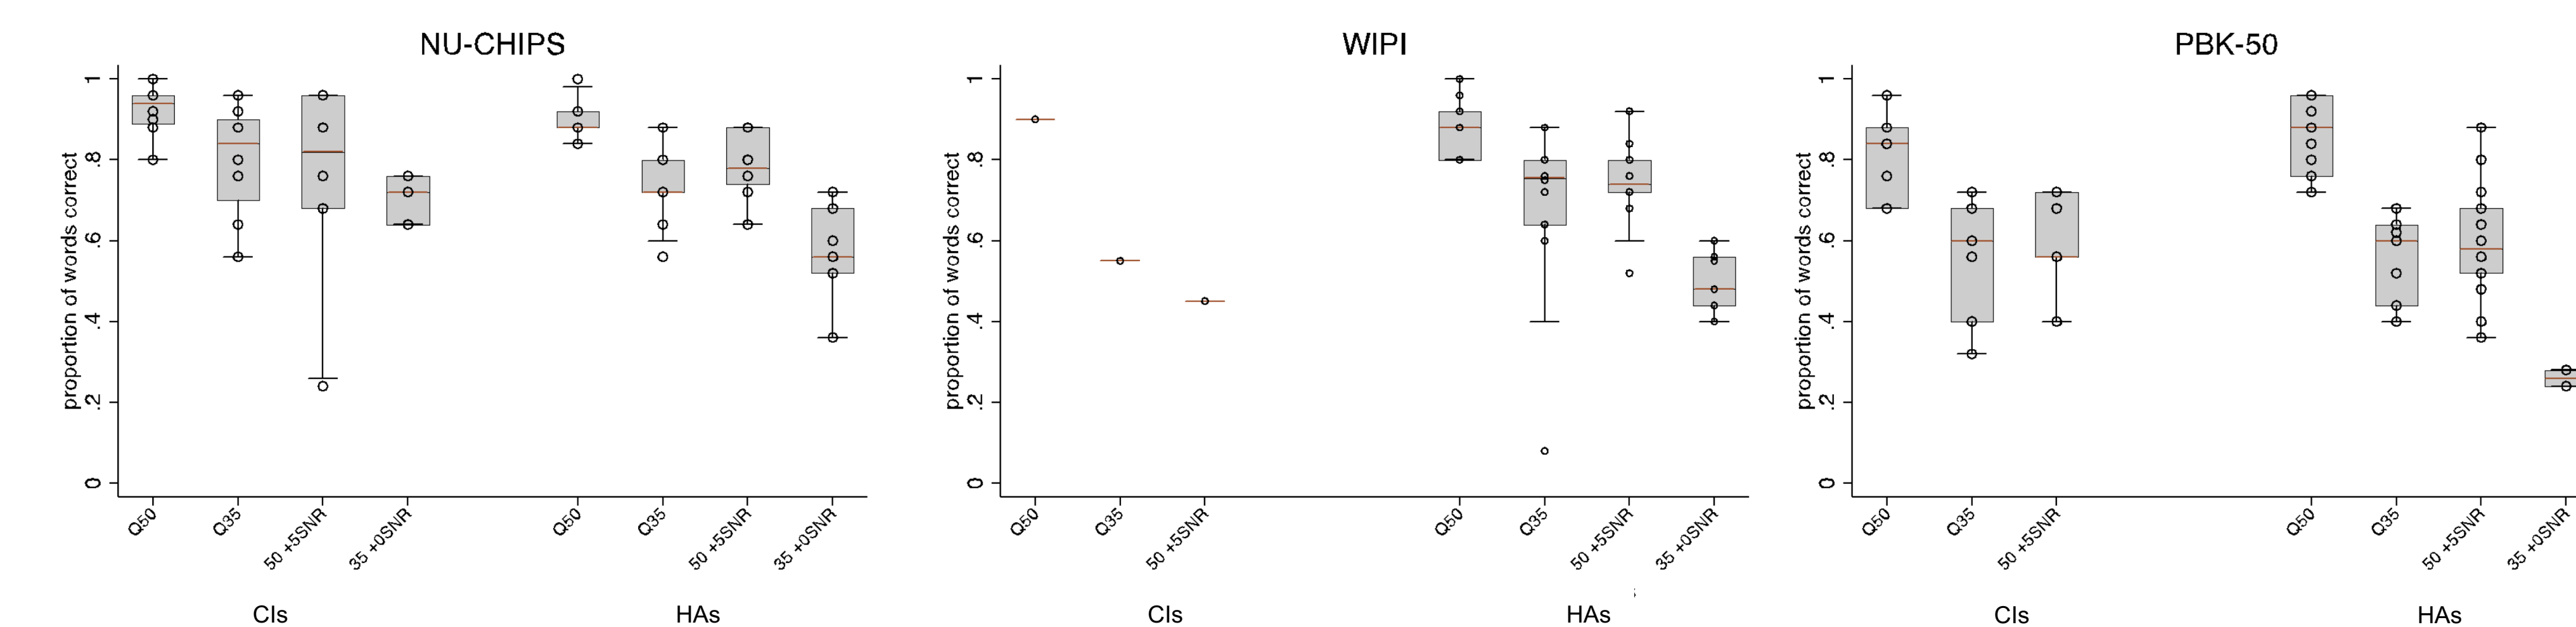 NU-CHIPS
proportion of words correct
1
.8
.6
.4
.2
0
Q50
Q35
50 +5SNR
35 +0SNR
Q50
Q35
50 +5SNR
35 +0SNR
CIs
HAs
WIPI
proportion of words correct
1
.8
.6
.4
.2
0
Q50
Q35
50 +5SNR
Q50
Q35
50 +5SNR
35 +0SNR
CIs
HAs
PBK-50
proportion of words correct
1
.8
.6
.4
.2
0
Q50
Q35
50 +5SNR
Q50
Q35
50 +5SNR
35 +0SNR
CIs
HAs